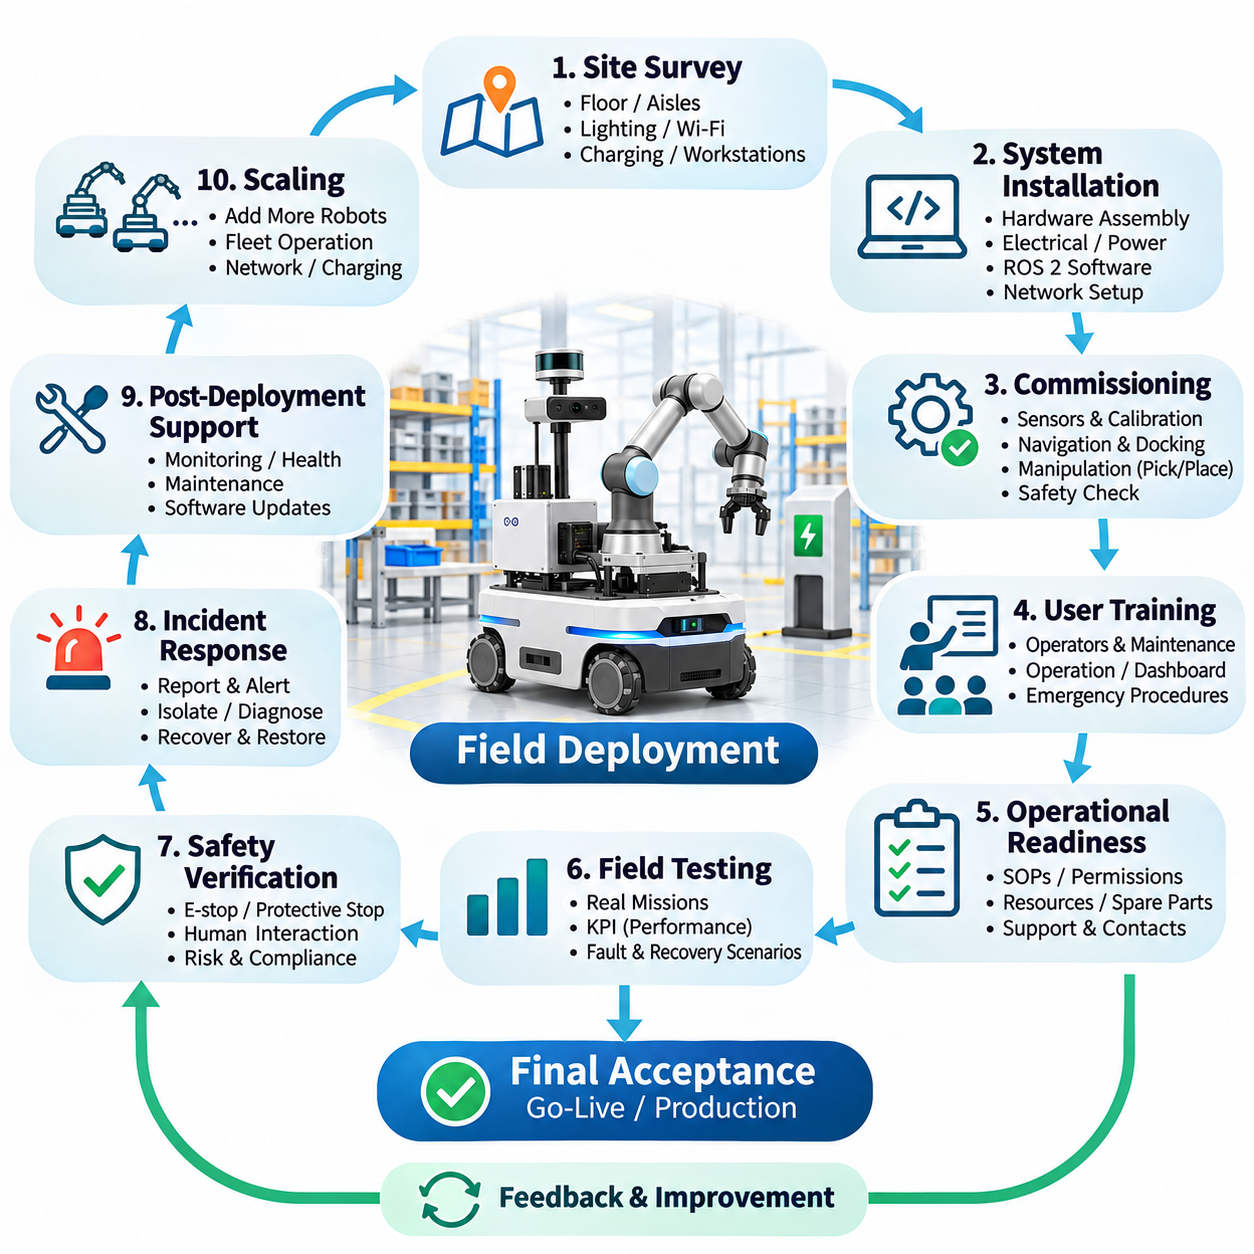 1. Site Survey
• Floor / Aisles
• Lighting / Wi-Fi
• Charging / Workstations
2. System
Installation
</>
• Hardware Assembly
• Electrical / Power
• ROS 2 Software
• Network Setup
3. Commissioning
• Sensors & Calibration
• Navigation & Docking
• Manipulation (Pick/Place)
• Safety Check
4. User Training
• Operators & Maintenance
• Operation / Dashboard
• Emergency Procedures
5. Operational
Readiness
• SOPs / Permissions
• Resources / Spare Parts
• Support & Contacts
6. Field Testing
• Real Missions
• KPI (Performance)
• Fault & Recovery Scenarios
7. Safety
Verification
• E-stop / Protective Stop
• Human Interaction
• Risk & Compliance
8. Incident
Response
• Report & Alert
• Isolate / Diagnose
• Recover & Restore
9. Post-Deployment
Support
• Monitoring / Health
• Maintenance
• Software Updates
10. Scaling
...
• Add More Robots
• Fleet Operation
• Network / Charging
Field Deployment
Final Acceptance
Go-Live / Production
Feedback & Improvement